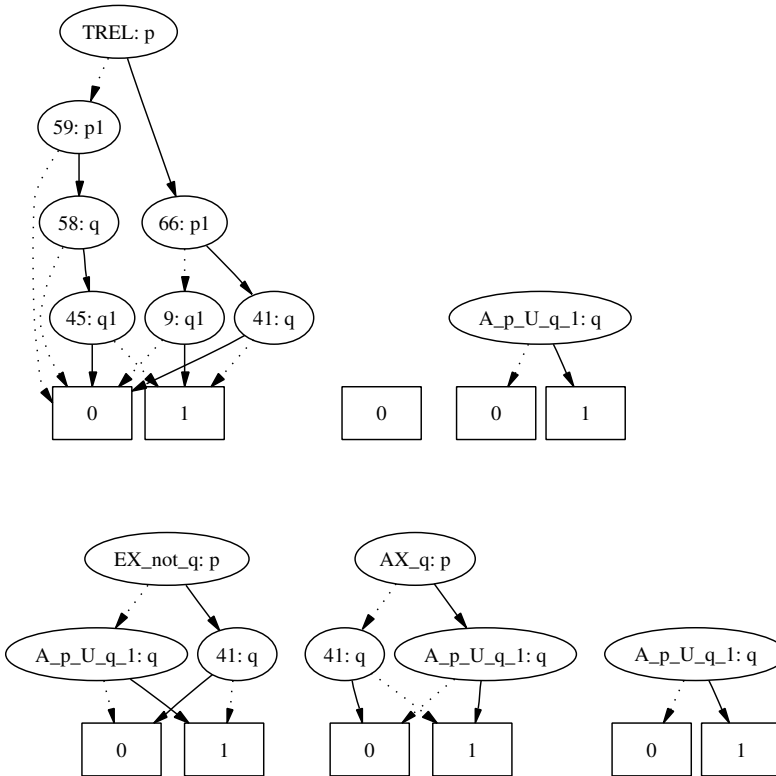 TREL: p
59: p1
58: q
66: p1
45: q1
9: q1
41: q
A_p_U_q_1: q
0
1
0
0
1
EX_not_q: p
AX_q: p
A_p_U_q_1: q
41: q
41: q
A_p_U_q_1: q
A_p_U_q_1: q
0
1
0
1
0
1